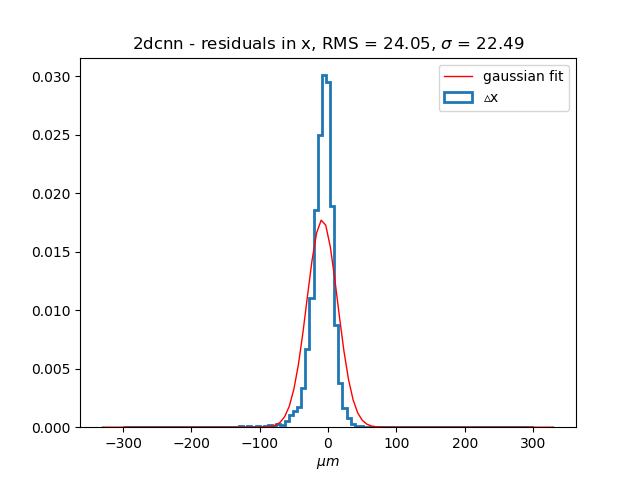 2dcnn - residuals in x, RMS = 24.05, σ = 22.49
gaussian fit
△x
0.030
0.025
0.020
0.015
0.010
0.005
0.000
−300 −200 −100 0 100 200 300
μm